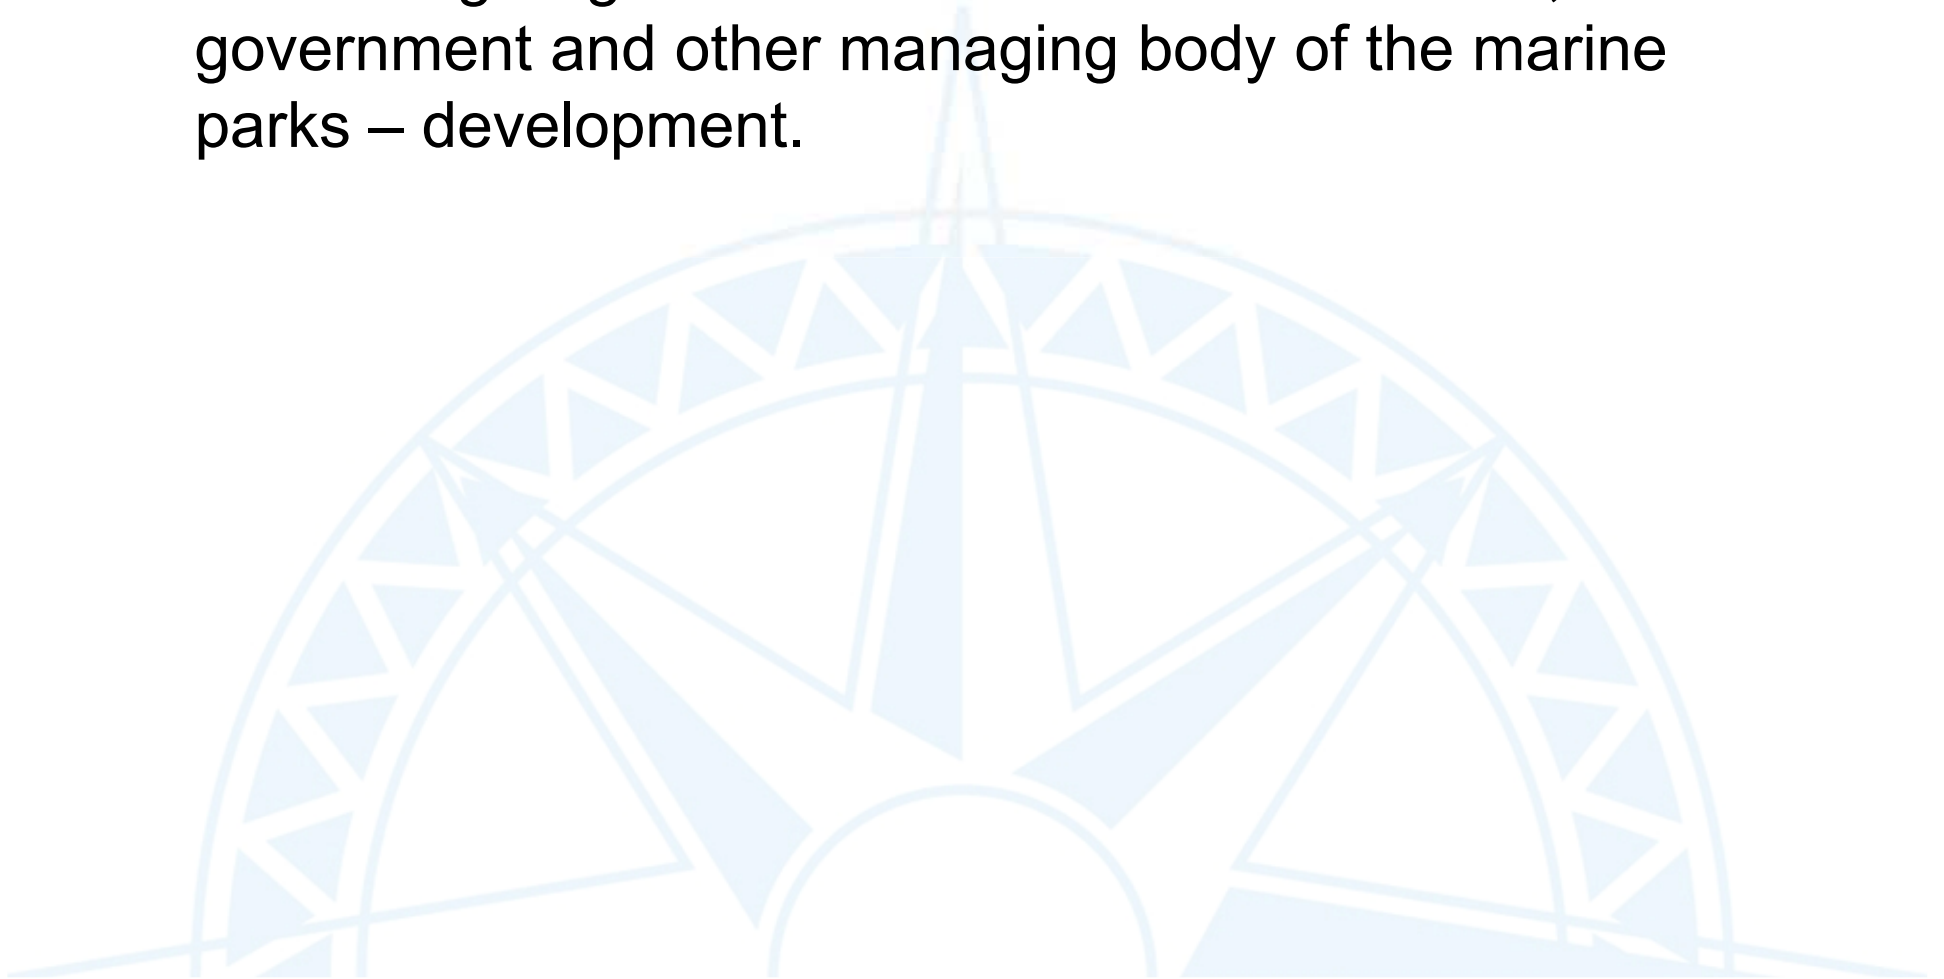 government and other managing body of the marine
parks – development.